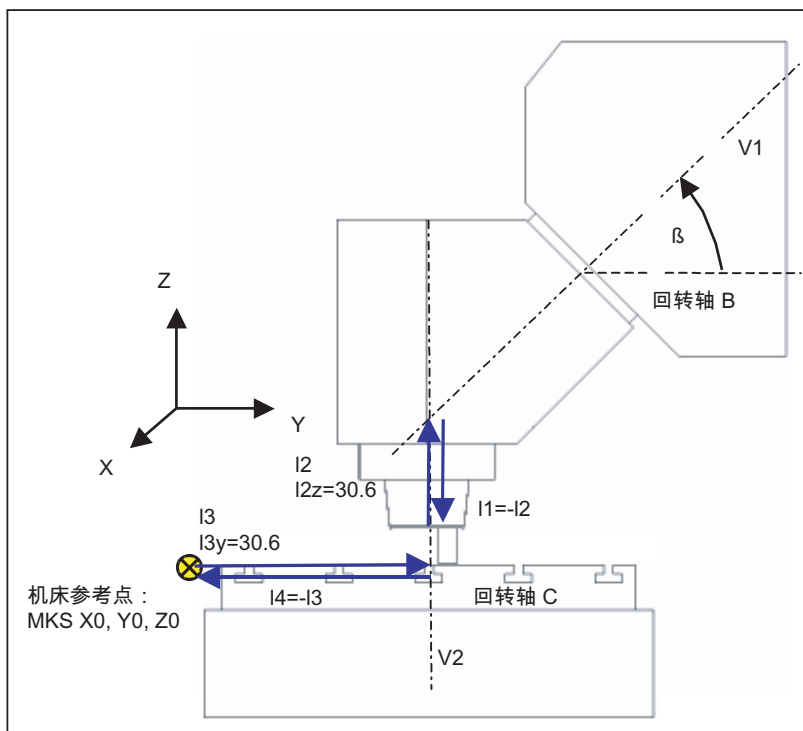 V1
ß
回转轴 B
Z
Y
X
l2
l2z=30.6
l1=-l2
l3
l3y=30.6
机床参考点：
MKS X0, Y0, Z0
l4=-l3
回转轴 C
V2